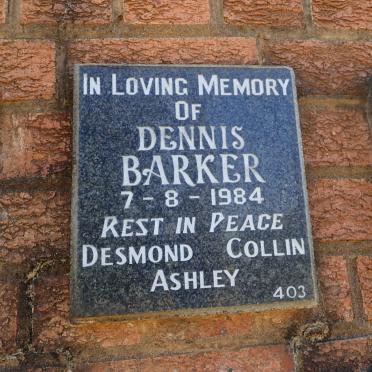 In Loving Memory
Of
DENNIS
BARKER
7 - 8 - 1984
Rest in Peace
Desmond Collin
Ashley
403